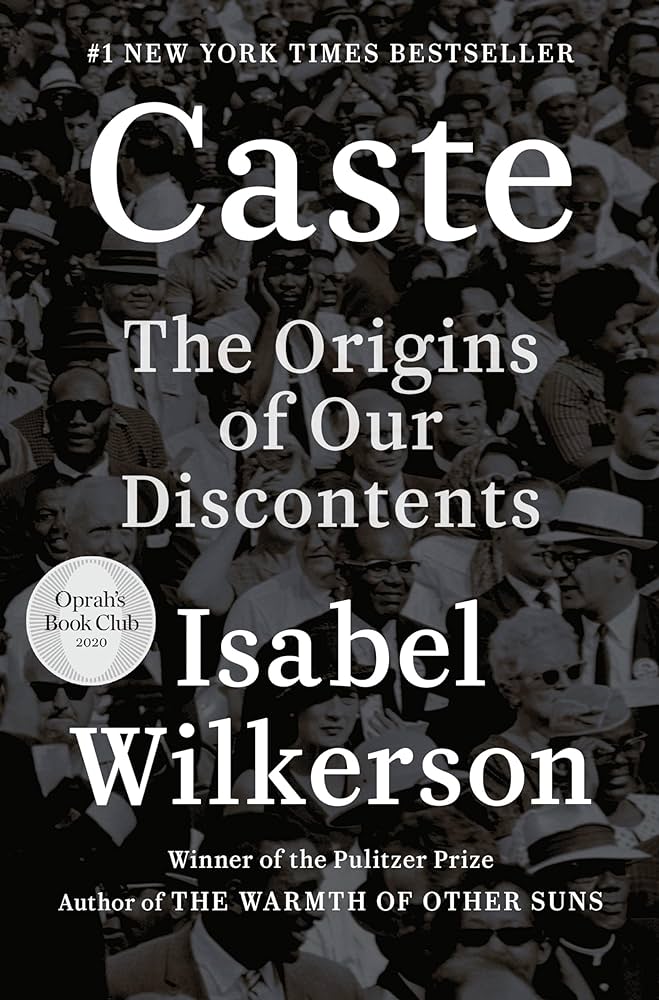 #1 NEW YORK TIMES BESTSELLER
Caste
The Origins
of Our
Discontents
Oprah's
Book Club
2020
Isabel
Wilkerson
Winner of the Pulitzer Prize
Author of THE WARMTH OF OTHER SUNS